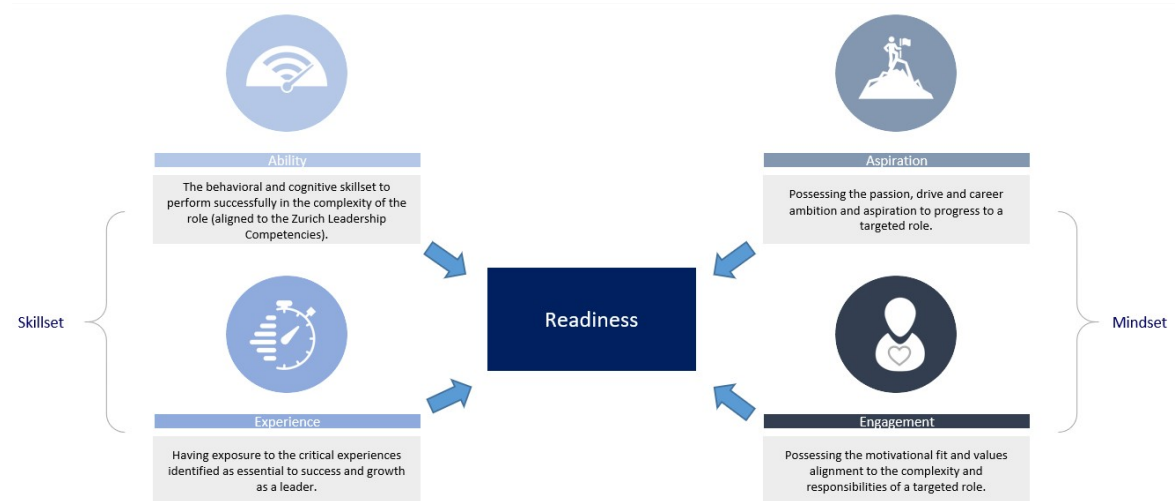 Ability
The behavioral and cognitive skillset to
perform successfully in the complexity of the
role (aligned to the Zurich Leadership
Competencies).
Aspiration
Possessing the passion, drive and career
ambition and aspiration to progress to a
targeted role.
Skillset
Readiness
Mindset
Experience
Having exposure to the critical experiences
identified as essential to success and growth
as a leader.
Engagement
Possessing the motivational fit and values
alignment to the complexity and
responsibilities of a targeted role.